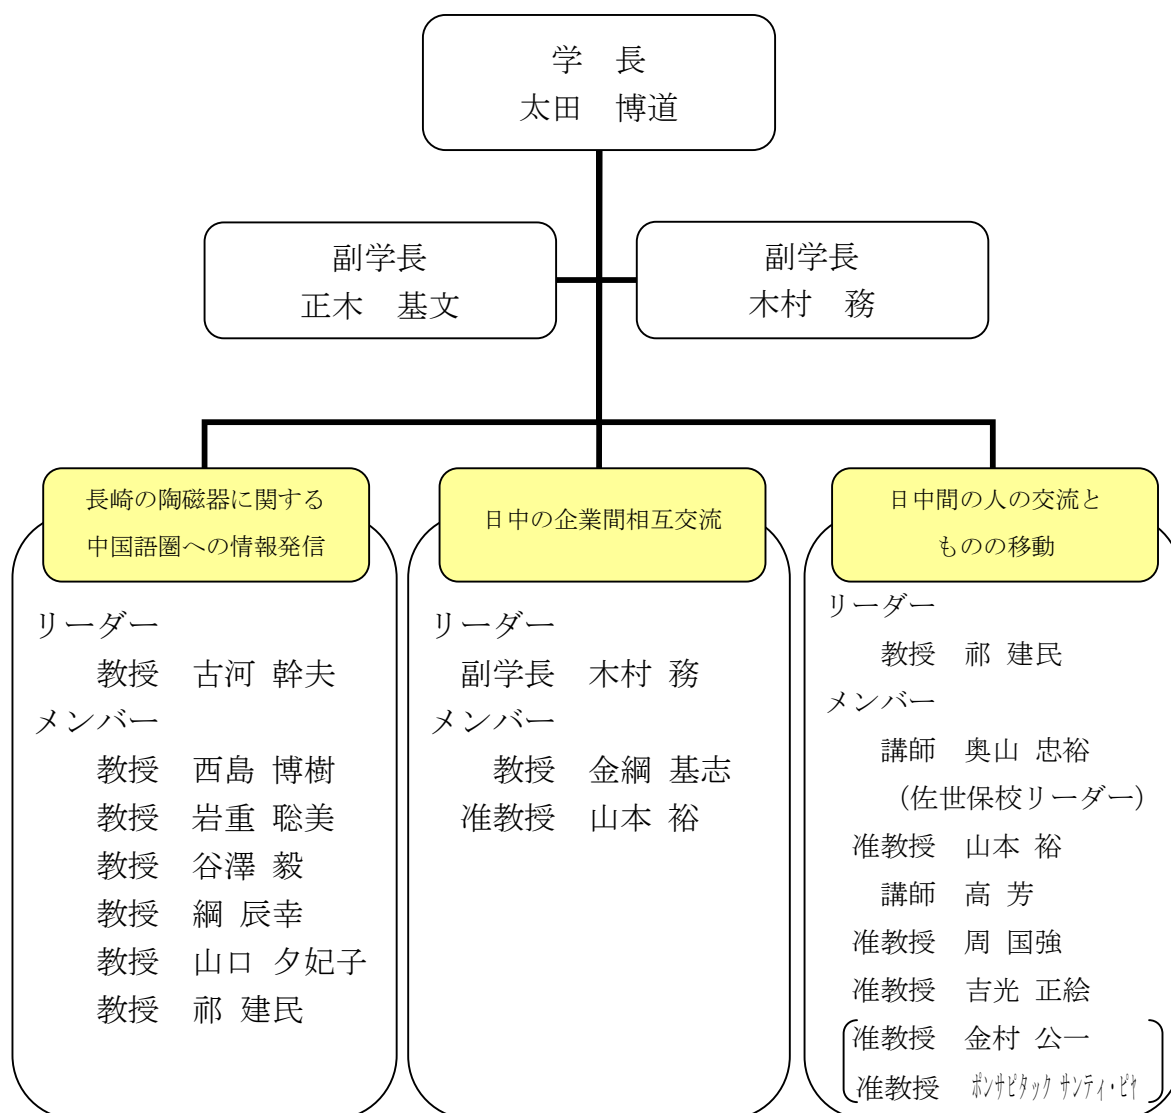 学　長
太田　博道
副学長
正木　基文
副学長
木村　務
長崎の陶磁器に関する
中国語圏への情報発信
リーダー
教授　古河 幹夫
メンバー
教授　西島 博樹
教授　岩重 聡美
教授　谷澤 毅
教授　綱 辰幸
教授　山口 夕妃子
教授　祁 建民
日中の企業間相互交流
リーダー
副学長　木村 務
メンバー
教授　金綱 基志
准教授　山本 裕
日中間の人の交流と
ものの移動
リーダー
教授　祁 建民
メンバー
講師　奥山 忠裕
（佐世保校リーダー）
准教授　山本 裕
講師　高 芳
准教授　周 国強
准教授　吉光 正絵
准教授　金村 公一
准教授　ポンサピタック サンティ・ピヤ